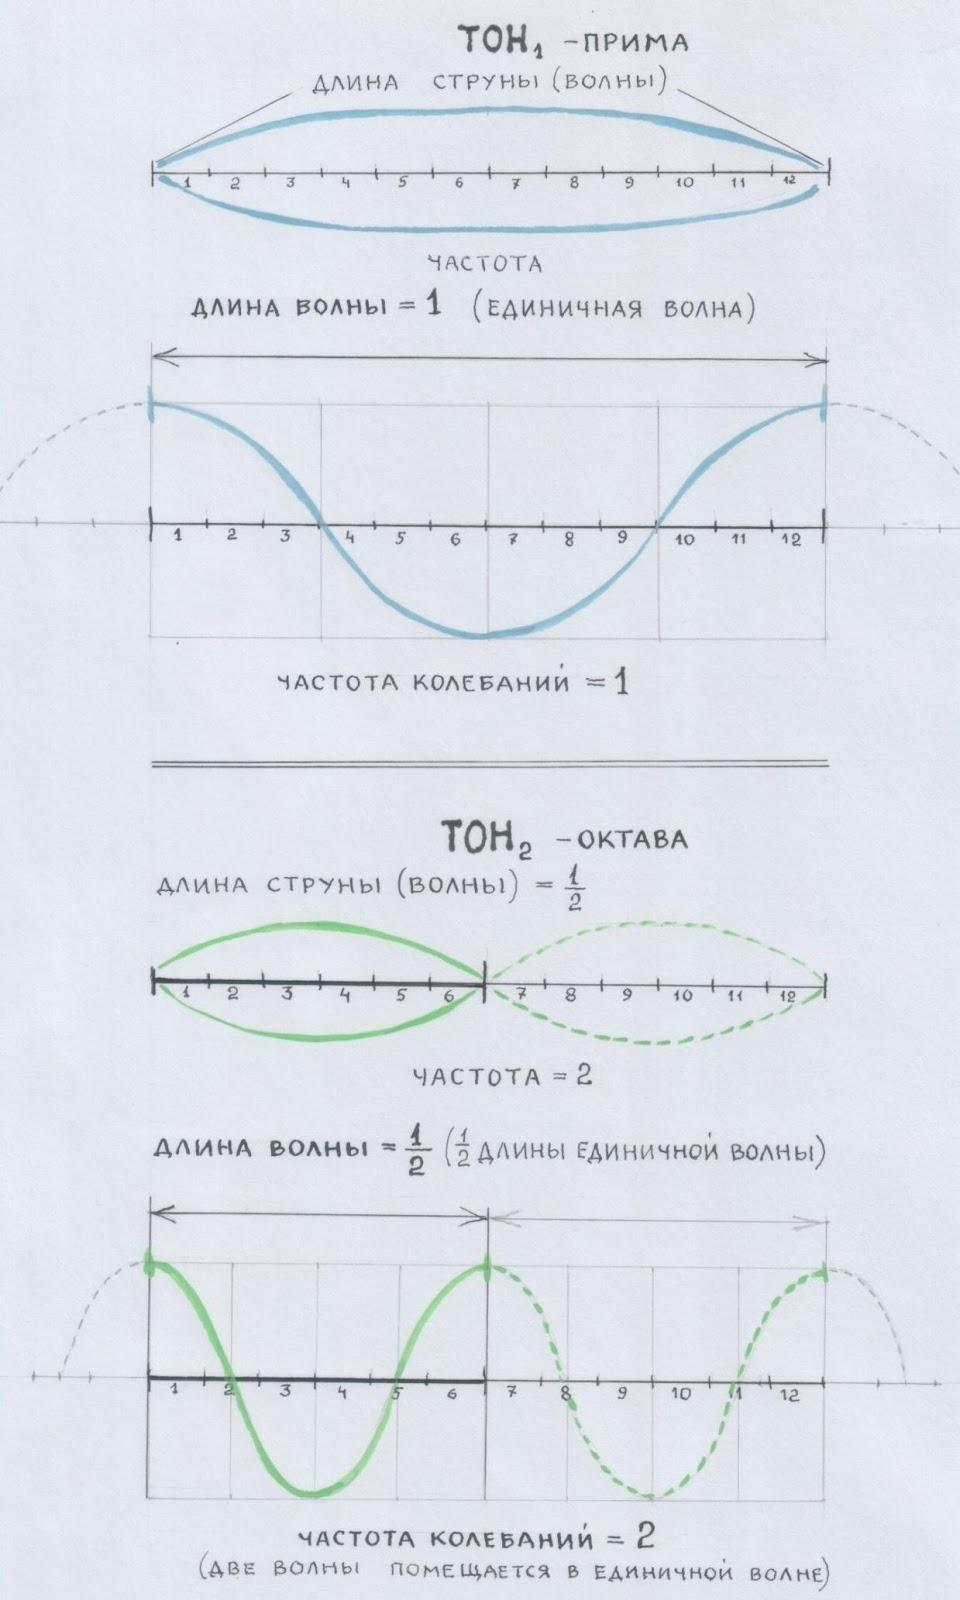 ТОН₁ – ПРИМА
ДЛИНА СТРУНЫ (ВОЛНЫ)
1 2 3 4 5 6 7 8 9 10 11 12
ЧАСТОТА
ДЛИНА ВОЛНЫ = 1 (ЕДИНИЧНАЯ ВОЛНА)
1 2 3 4 5 6 7 8 9 10 11 12
ЧАСТОТА КОЛЕБАНИЙ = 1
ТОН₂ – ОКТАВА
ДЛИНА СТРУНЫ (ВОЛНЫ) = 1/2
1 2 3 4 5 6 7 8 9 10 11 12
ЧАСТОТА = 2
ДЛИНА ВОЛНЫ = 1/2 (1/2 ДЛИНЫ ЕДИНИЧНОЙ ВОЛНЫ)
1 2 3 4 5 6 7 8 9 10 11 12
ЧАСТОТА КОЛЕБАНИЙ = 2
(ДВЕ ВОЛНЫ ПОМЕЩАЕТСЯ В ЕДИНИЧНОЙ ВОЛНЕ)